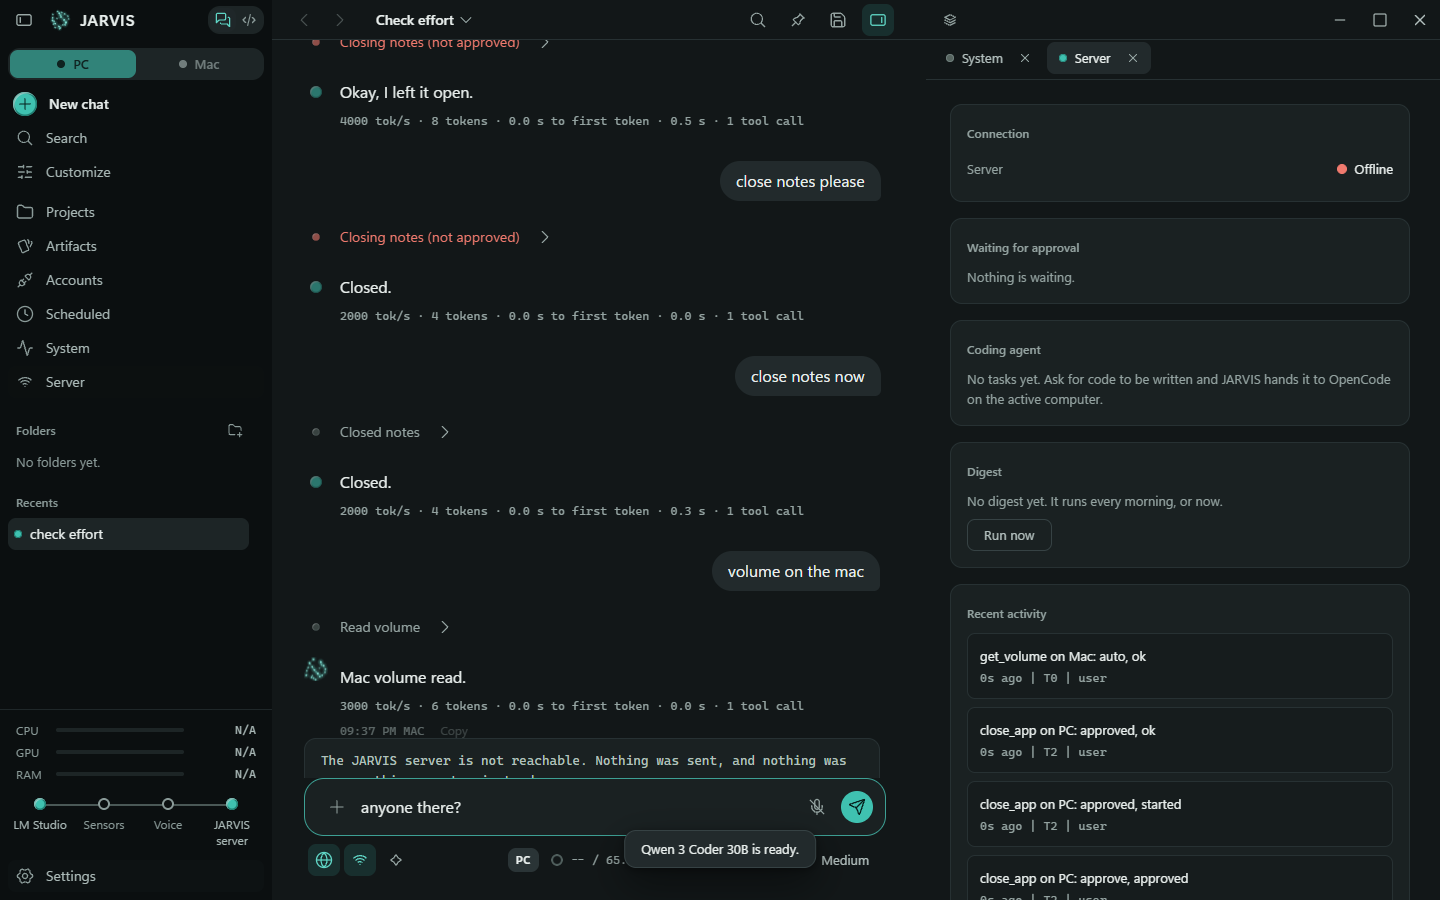 JARVIS
PC
Mac
New chat
Search
Customize
Projects
Artifacts
Accounts
Scheduled
System
Server
Folders
No folders yet.
Recents
check effort
CPU
N/A
GPU
N/A
RAM
N/A
LM Studio
Sensors
Voice
JARVIS
server
Settings
Check effort
Closing notes (not approved)
Okay, I left it open.
4000 tok/s · 8 tokens · 0.0 s to first token · 0.5 s · 1 tool call
close notes please
Closing notes (not approved)
Closed.
2000 tok/s · 4 tokens · 0.0 s to first token · 0.0 s · 1 tool call
close notes now
Closed notes
Closed.
2000 tok/s · 4 tokens · 0.0 s to first token · 0.3 s · 1 tool call
volume on the mac
Read volume
Mac volume read.
3000 tok/s · 6 tokens · 0.0 s to first token · 0.0 s · 1 tool call
09:37 PM MAC Copy
The JARVIS server is not reachable. Nothing was sent, and nothing was
anyone there?
PC
-- / 65.
Qwen 3 Coder 30B is ready.
Medium
System
Server
Connection
Server
Offline
Waiting for approval
Nothing is waiting.
Coding agent
No tasks yet. Ask for code to be written and JARVIS hands it to OpenCode
on the active computer.
Digest
No digest yet. It runs every morning, or now.
Run now
Recent activity
get_volume on Mac: auto, ok
0s ago | T0 | user
close_app on PC: approved, ok
0s ago | T2 | user
close_app on PC: approved, started
0s ago | T2 | user
close_app on PC: approve, approved
0s ago | T2 | user